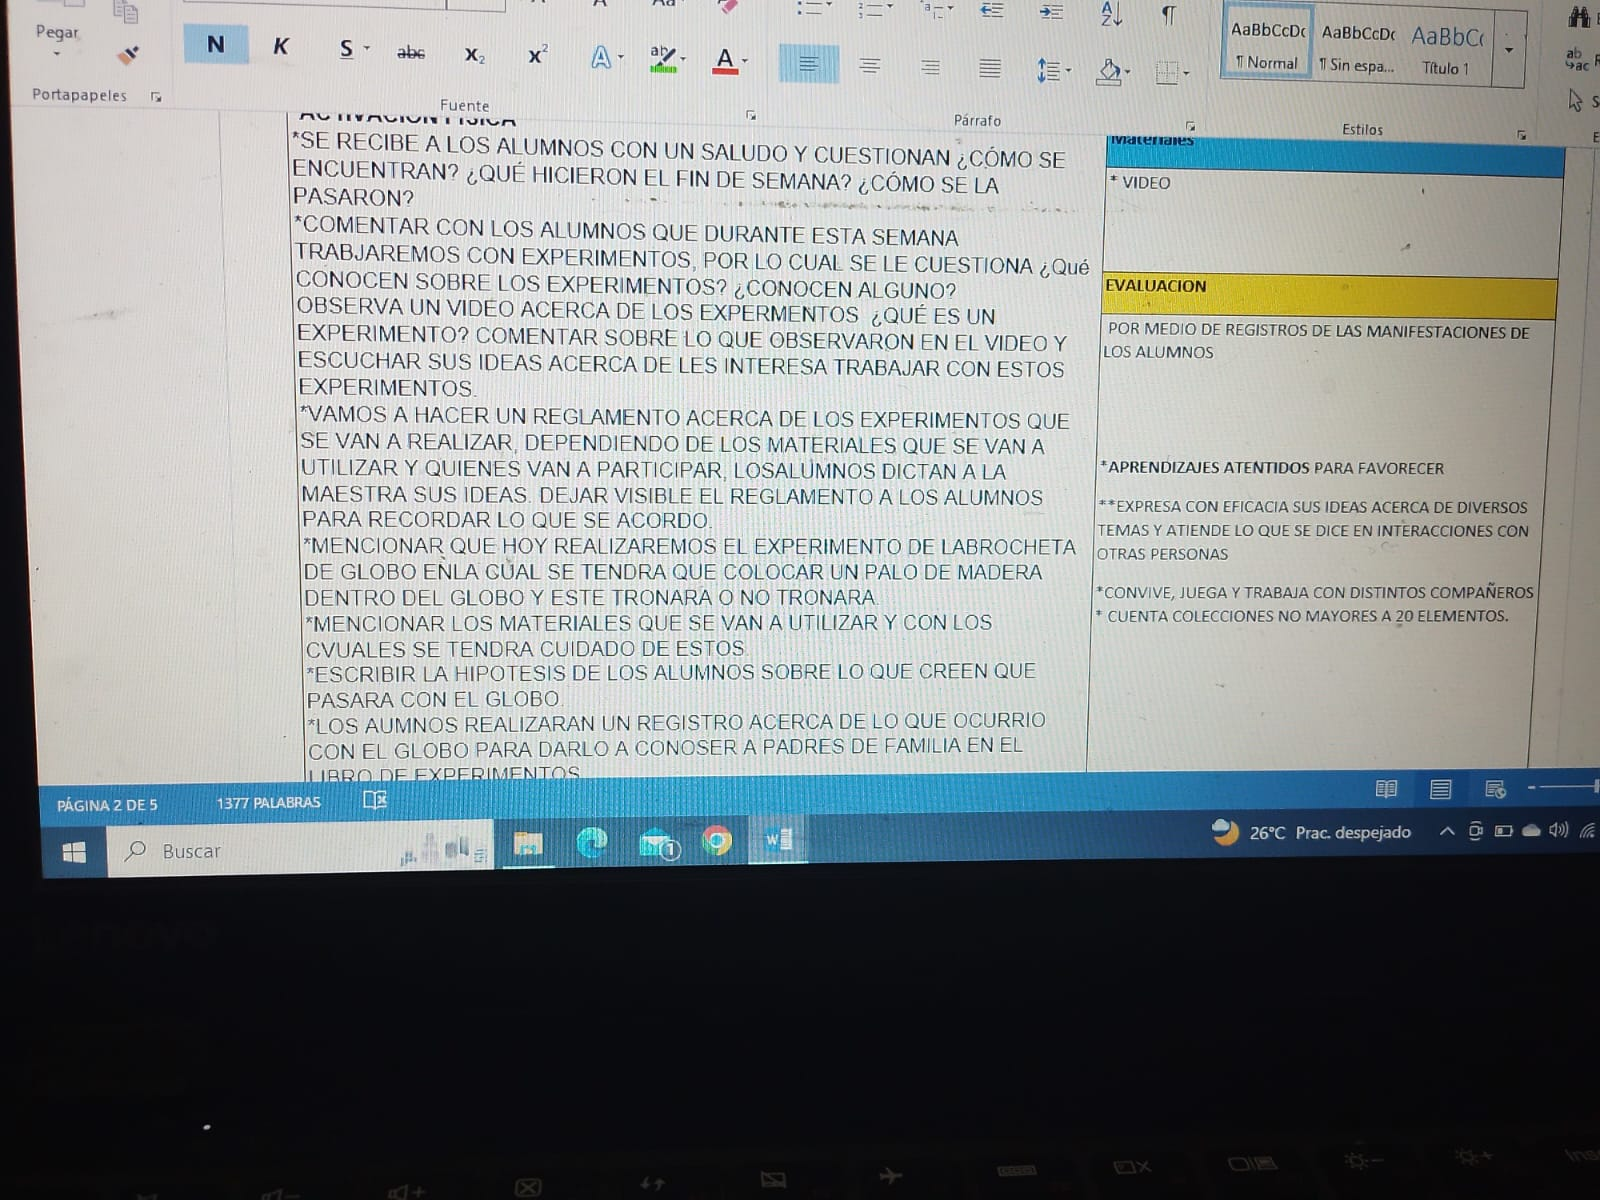 Pegar
N K S abc X₂ x² A aby A
AaBbCcDc AaBbCcDc AaBbCc
¶ Normal ¶ Sin espa... Título 1
Portapapeles
Fuente
Párrafo
Estilos
ACTIVACION FISICA
*SE RECIBE A LOS ALUMNOS CON UN SALUDO Y CUESTIONAN ¿CÓMO SE
ENCUENTRAN? ¿QUÉ HICIERON EL FIN DE SEMANA? ¿CÓMO SE LA
PASARON?
*COMENTAR CON LOS ALUMNOS QUE DURANTE ESTA SEMANA
TRABJAREMOS CON EXPERIMENTOS, POR LO CUAL SE LE CUESTIONA ¿Qué
CONOCEN SOBRE LOS EXPERIMENTOS? ¿CONOCEN ALGUNO?
OBSERVA UN VIDEO ACERCA DE LOS EXPERMENTOS ¿QUÉ ES UN
EXPERIMENTO? COMENTAR SOBRE LO QUE OBSERVARON EN EL VIDEO Y
ESCUCHAR SUS IDEAS ACERCA DE LES INTERESA TRABAJAR CON ESTOS
EXPERIMENTOS.
*VAMOS A HACER UN REGLAMENTO ACERCA DE LOS EXPERIMENTOS QUE
SE VAN A REALIZAR, DEPENDIENDO DE LOS MATERIALES QUE SE VAN A
UTILIZAR Y QUIENES VAN A PARTICIPAR, LOSALUMNOS DICTAN A LA
MAESTRA SUS IDEAS. DEJAR VISIBLE EL REGLAMENTO A LOS ALUMNOS
PARA RECORDAR LO QUE SE ACORDO.
*MENCIONAR QUE HOY REALIZAREMOS EL EXPERIMENTO DE LABROCHETA
DE GLOBO ENLA CUAL SE TENDRA QUE COLOCAR UN PALO DE MADERA
DENTRO DEL GLOBO Y ESTE TRONARA O NO TRONARA.
*MENCIONAR LOS MATERIALES QUE SE VAN A UTILIZAR Y CON LOS
CVUALES SE TENDRA CUIDADO DE ESTOS.
*ESCRIBIR LA HIPOTESIS DE LOS ALUMNOS SOBRE LO QUE CREEN QUE
PASARA CON EL GLOBO.
*LOS AUMNOS REALIZARAN UN REGISTRO ACERCA DE LO QUE OCURRIO
CON EL GLOBO PARA DARLO A CONOSER A PADRES DE FAMILIA EN EL
LIBRO DE EXPERIMENTOS
Materiales
* VIDEO
EVALUACION
POR MEDIO DE REGISTROS DE LAS MANIFESTACIONES DE
LOS ALUMNOS
*APRENDIZAJES ATENTIDOS PARA FAVORECER
**EXPRESA CON EFICACIA SUS IDEAS ACERCA DE DIVERSOS
TEMAS Y ATIENDE LO QUE SE DICE EN INTERACCIONES CON
OTRAS PERSONAS
*CONVIVE, JUEGA Y TRABAJA CON DISTINTOS COMPAÑEROS
* CUENTA COLECCIONES NO MAYORES A 20 ELEMENTOS.
PÁGINA 2 DE 5 1377 PALABRAS
Buscar
1
26°C Prac. despejado
Lenovo